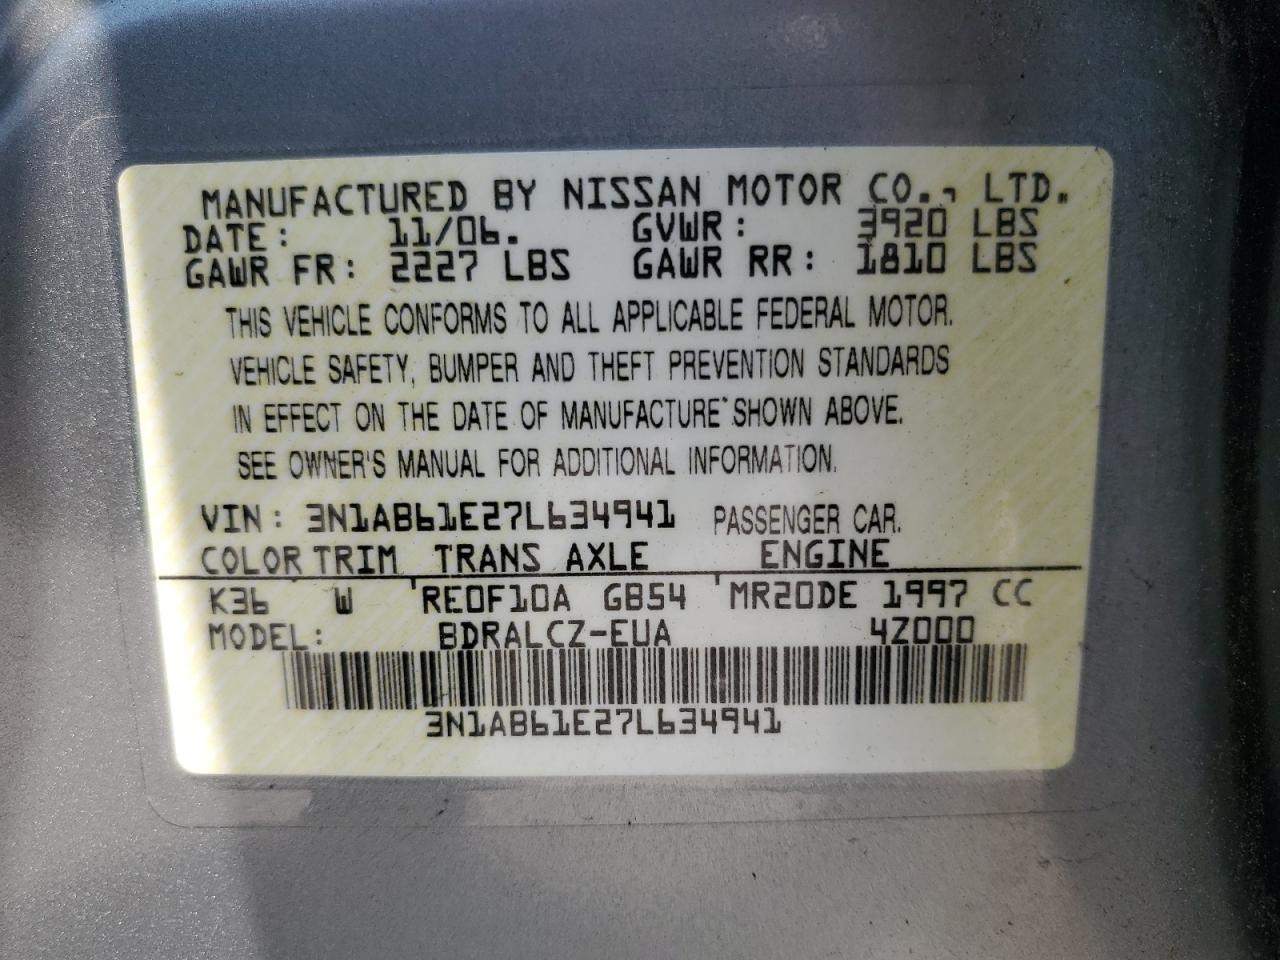 MANUFACTURED BY NISSAN MOTOR CO., LTD.
DATE: 11/06. GVWR: 3920 LBS
GAWR FR: 2227 LBS GAWR RR: 1810 LBS
THIS VEHICLE CONFORMS TO ALL APPLICABLE FEDERAL MOTOR.
VEHICLE SAFETY, BUMPER AND THEFT PREVENTION STANDARDS
IN EFFECT ON THE DATE OF MANUFACTURE SHOWN ABOVE.
SEE OWNER'S MANUAL FOR ADDITIONAL INFORMATION.
VIN: 3N1AB61E27L634941 PASSENGER CAR.
COLOR TRIM TRANS AXLE ENGINE
K36 W RE0F10A GB54 MR20DE 1997 CC
MODEL: BDRALCZ-EUA 4Z000
3N1AB61E27L634941